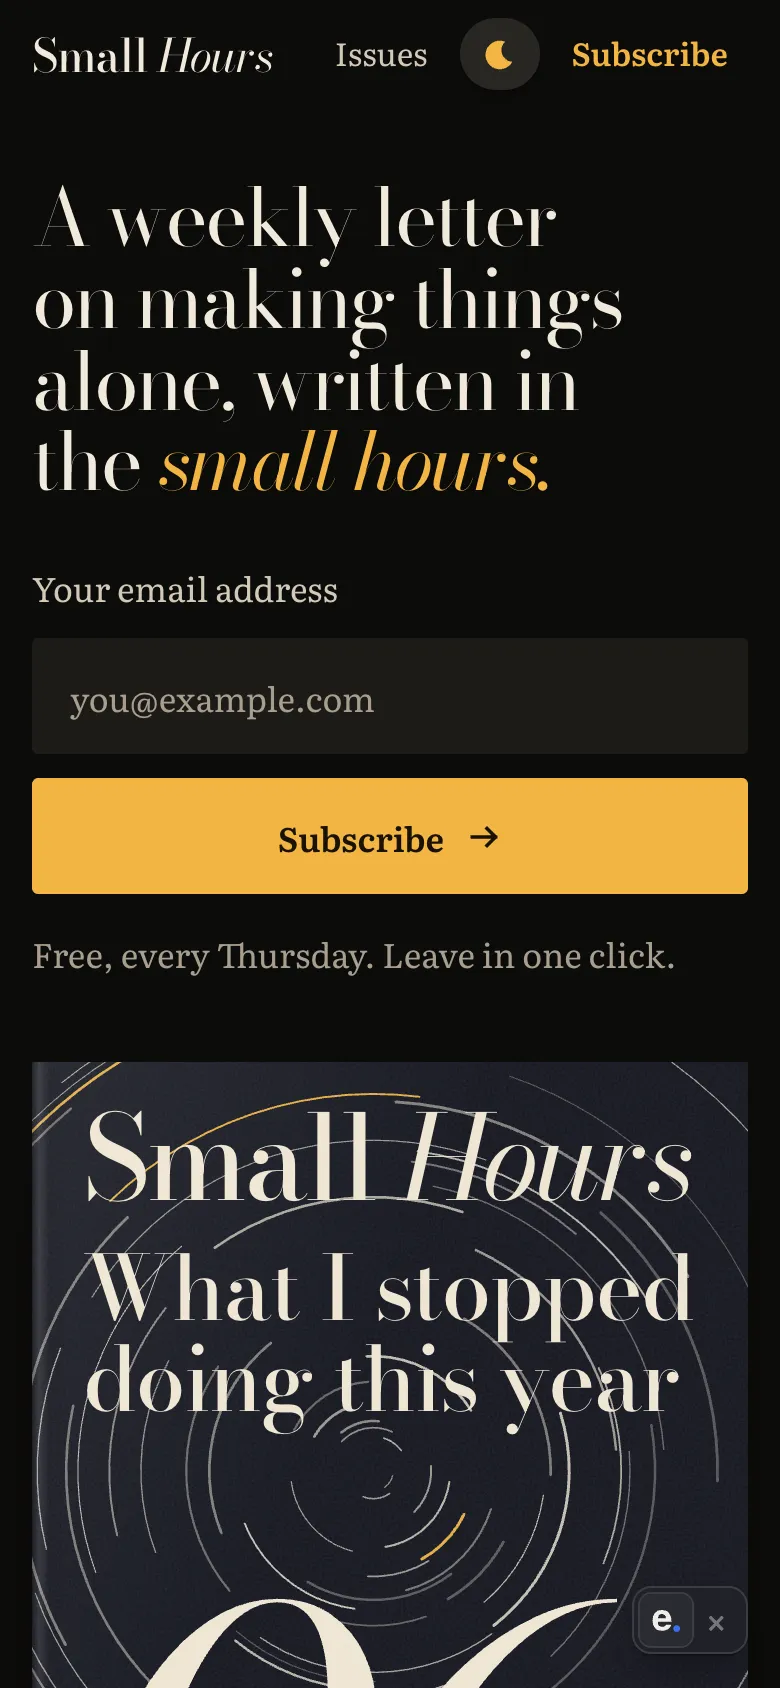 Small Hours
Issues
Subscribe
A weekly letter
on making things
alone, written in
the small hours.
Your email address
you@example.com
Subscribe →
Free, every Thursday. Leave in one click.
Small Hours
What I stopped
doing this year
e.
×